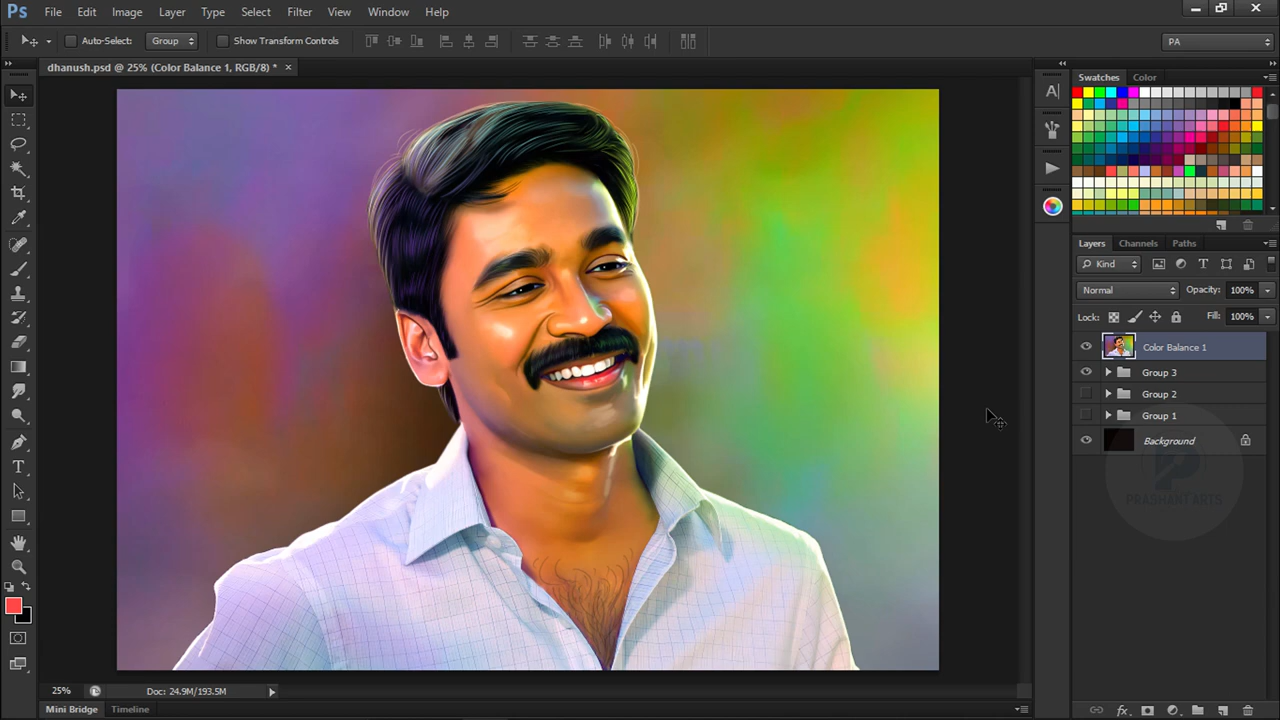 Ps File Edit Image Layer Type Select Filter View Window Help
Auto-Select: Group Show Transform Controls PA
dhanush.psd @ 25% (Color Balance 1, RGB/8) * ×
Swatches Color
Layers Channels Paths
Kind
Normal Opacity: 100%
Lock: Fill: 100%
Color Balance 1
Group 3
Group 2
Group 1
Background
PRASHANT ARTS
25% Doc: 24.9M/193.5M
Mini Bridge Timeline